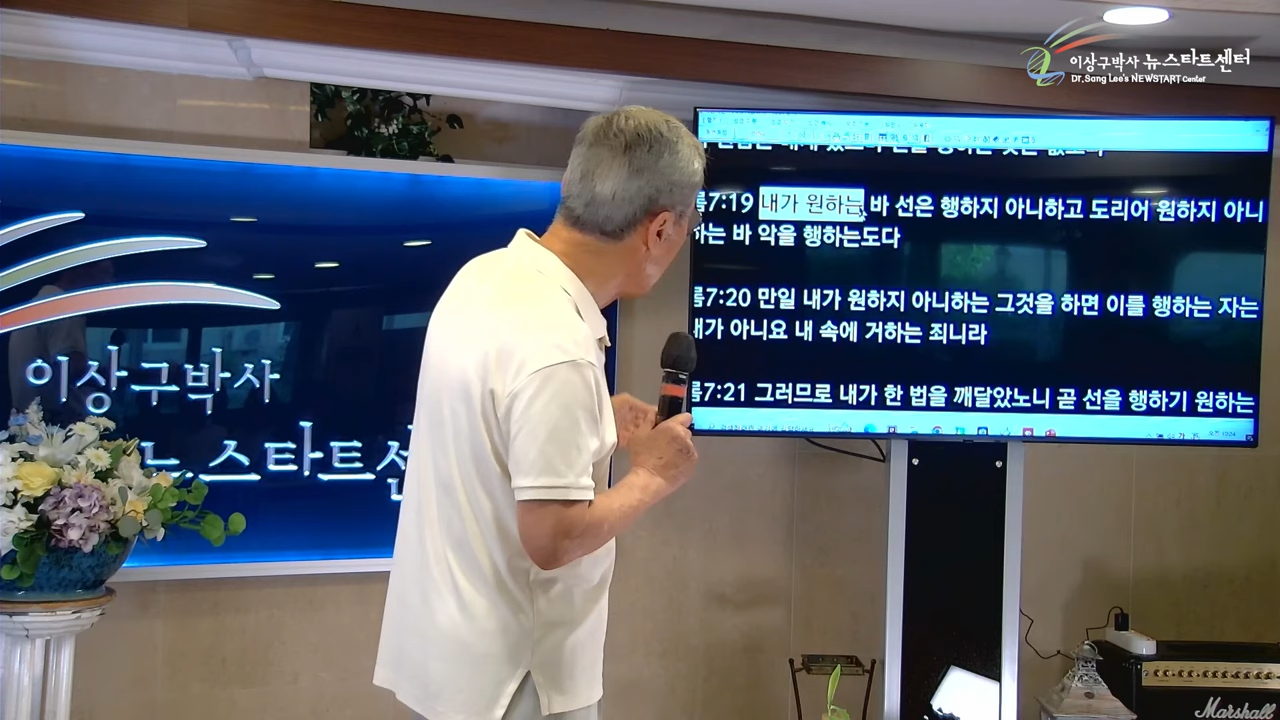 이상구박사 뉴스타트센터
Dr. Sang Lee's NEWSTART Center
롬7:19 내가 원하는 바 선은 행하지 아니하고 도리어 원하지 아니
하는 바 악을 행하는도다
롬7:20 만일 내가 원하지 아니하는 그것을 하면 이를 행하는 자는
내가 아니요 내 속에 거하는 죄니라
롬7:21 그러므로 내가 한 법을 깨달았노니 곧 선을 행하기 원하는
이상구박사
뉴스타트센
Marshall